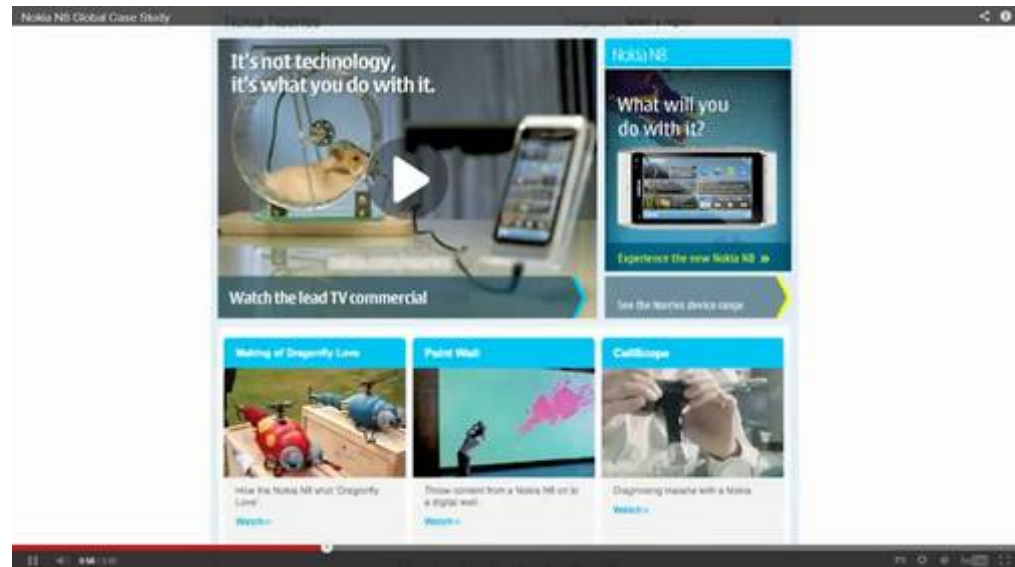 Nokia N8 Global Case Study
It's not technology,
it's what you do with it.
Watch the lead TV commercial
Nokia N8
What will you
do with it?
Experience the new Nokia N8 »
See the Nseries device range
Making of Dragonfly Love
Paint Wall
CellScope
How the Nokia N8 shot 'Dragonfly
Love'
Watch »
Throw content from a Nokia N8 on to
a digital wall.
Watch »
Diagnosing malaria with a Nokia
Watch »